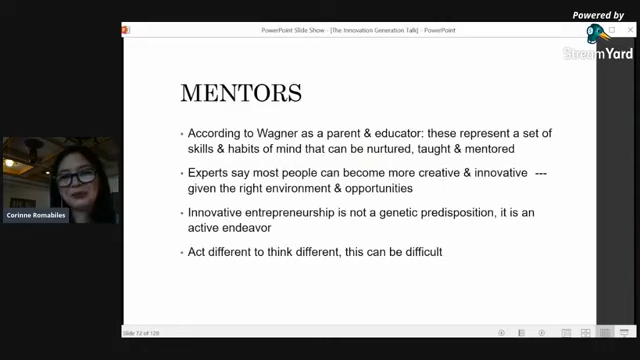 Powered by
StreamYard
PowerPoint Slide Show - [The Innovation Generation Talk] - PowerPoint
MENTORS
• According to Wagner as a parent & educator: these represent a set of
skills & habits of mind that can be nurtured, taught & mentored
• Experts say most people can become more creative & innovative ---
given the right environment & opportunities
• Innovative entrepreneurship is not a genetic predisposition, it is an
active endeavor
• Act different to think different, this can be difficult
Corinne Romabiles
Slide 72 of 128